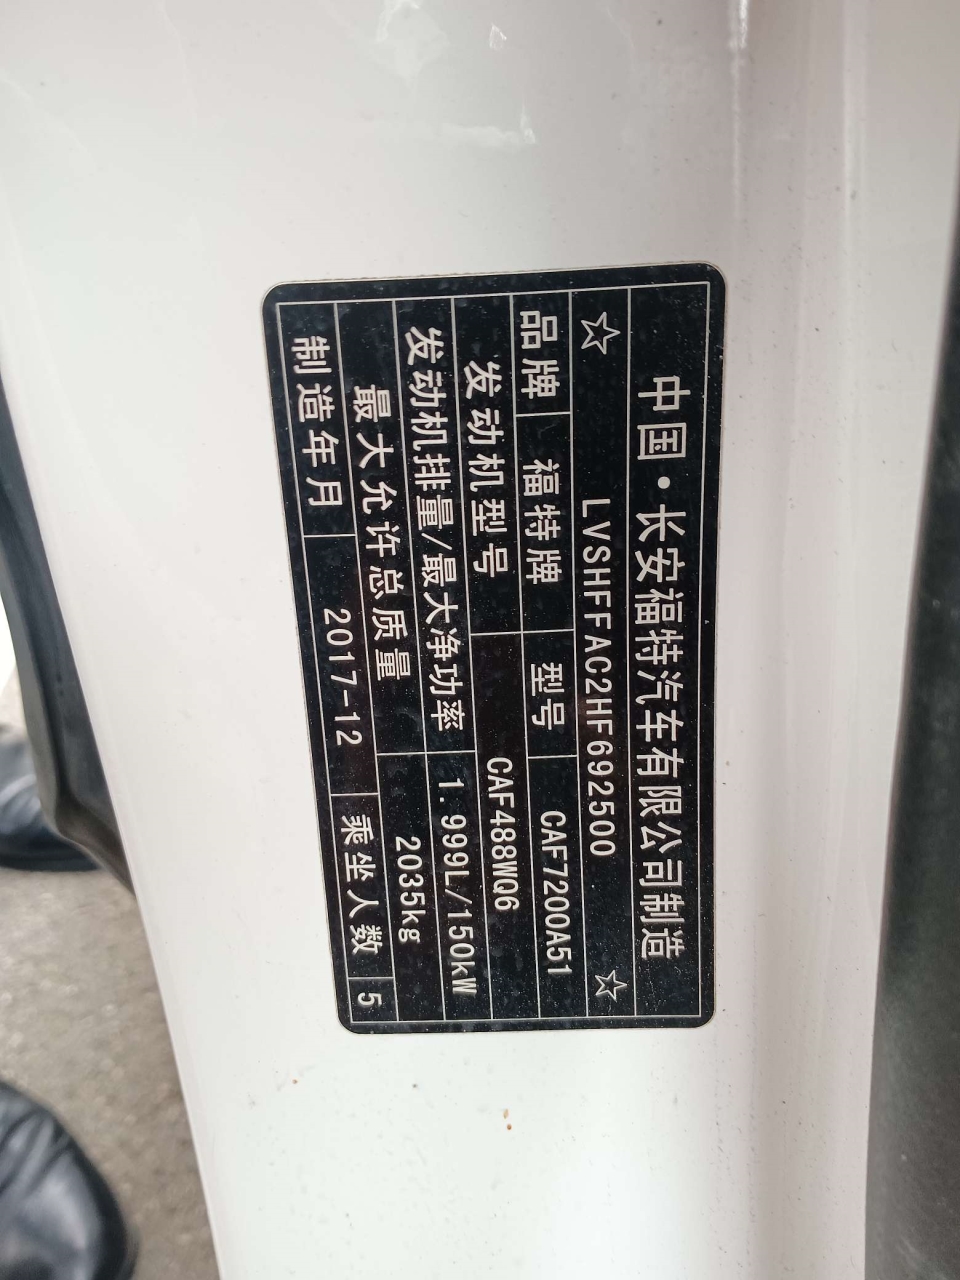 中国·长安福特汽车有限公司制造
☆ LVSHFFAC2HF692500 ☆
品牌 福特牌 型号 CAF7200A51
发动机型号 CAF488WQ6
发动机排量/最大净功率 1.999L/150kW
最大允许总质量 2035kg
制造年月 2017-12 乘坐人数 5